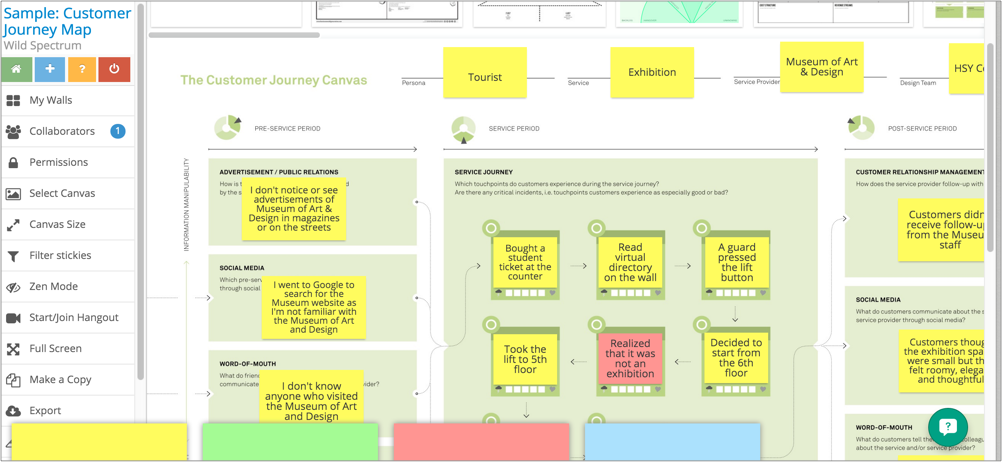 Sample: Customer
Journey Map
Wild Spectrum
My Walls
Collaborators
1
Permissions
Select Canvas
Canvas Size
Filter stickies
Zen Mode
Start/Join Hangout
Full Screen
Make a Copy
Export
The Customer Journey Canvas
Persona
Tourist
Service
Exhibition
Service Provider
Museum of Art
& Design
Design Team
HSY Co
PRE-SERVICE PERIOD
SERVICE PERIOD
POST-SERVICE PERIOD
INFORMATION MANIPULABILITY
ADVERTISEMENT / PUBLIC RELATIONS
How is
by the s
I don't notice or see
advertisements of
Museum of Art &
Design in magazines
or on the streets
SOCIAL MEDIA
Which pre-serv
through social
I went to Google to
search for the
Museum website as
I'm not familiar with
the Museum of Art
and Design
WORD-OF-MOUTH
What do frien
communicate
vider?
I don't know
anyone who visited
the Museum of Art
and Design
SERVICE JOURNEY
Which touchpoints do customers experience during the service journey?
Are there any critical incidents, i.e. touchpoints customers experience as especially good or bad?
Bought a
student
ticket at the
counter
Read
virtual
directory
on the wall
A guard
pressed
the lift
button
Took the
lift to 5th
floor
Realized
that it was
not an
exhibition
Decided to
start from
the 6th
floor
CUSTOMER RELATIONSHIP MANAGEMENT
How does the service provider follow-up with
Customers didn
receive follow-u
from the Museu
staff
SOCIAL MEDIA
What do customers communicate about the s
service provider through social media?
Customers thoug
the exhibition spa
were small but th
felt roomy, elega
and thoughtfu
WORD-OF-MOUTH
What do customers tell the
colleag
about the service and/or service provider?